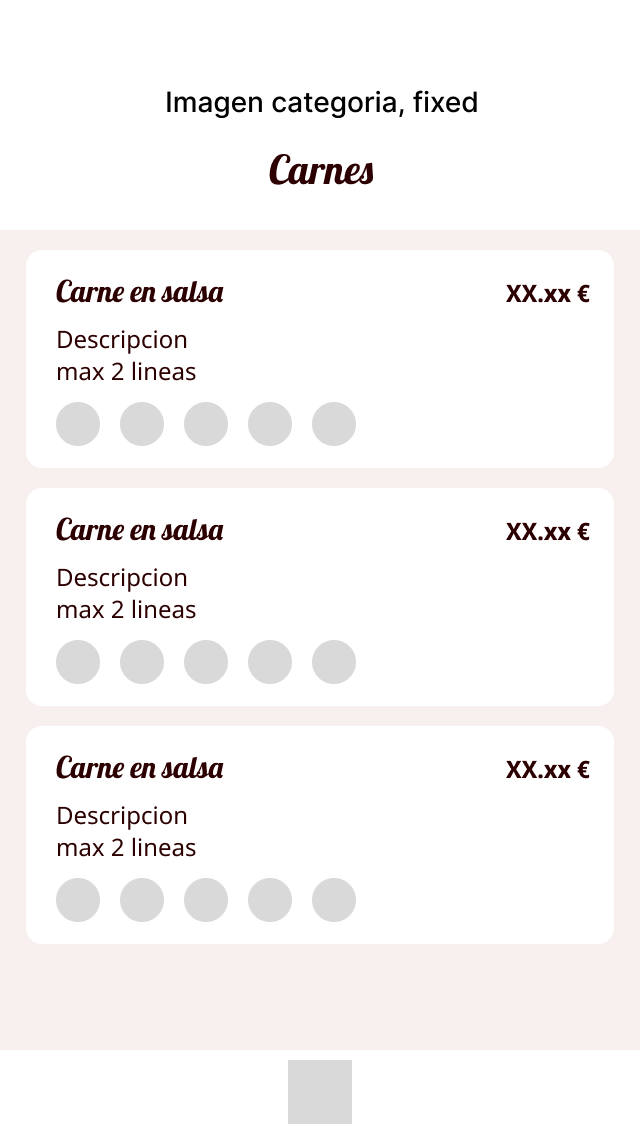 Imagen categoria, fixed
Carnes
Carne en salsa XX.xx €
Descripcion
max 2 lineas
Carne en salsa XX.xx €
Descripcion
max 2 lineas
Carne en salsa XX.xx €
Descripcion
max 2 lineas